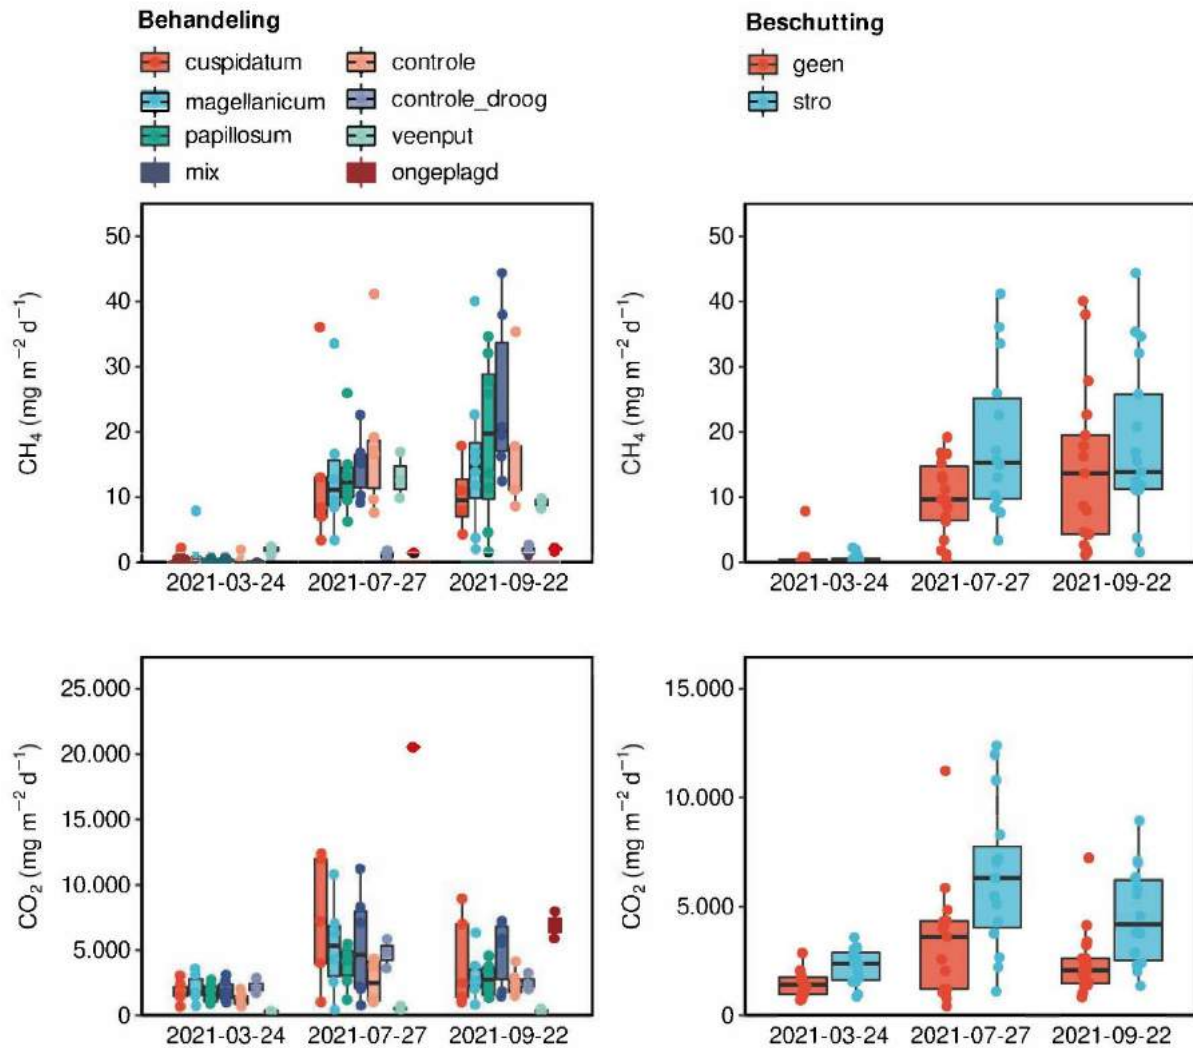 Behandeling
cuspidatum
controle
magellanicum
controle_droog
papillosum
veenput
mix
ongeplagd
Beschutting
geen
stro
CH₄ (mg m⁻² d⁻¹)
50
40
30
20
10
0
2021-03-24 2021-07-27 2021-09-22
CH₄ (mg m⁻² d⁻¹)
50
40
30
20
10
0
2021-03-24 2021-07-27 2021-09-22
CO₂ (mg m⁻² d⁻¹)
25.000
20.000
15.000
10.000
5.000
0
2021-03-24 2021-07-27 2021-09-22
CO₂ (mg m⁻² d⁻¹)
15.000
10.000
5.000
0
2021-03-24 2021-07-27 2021-09-22